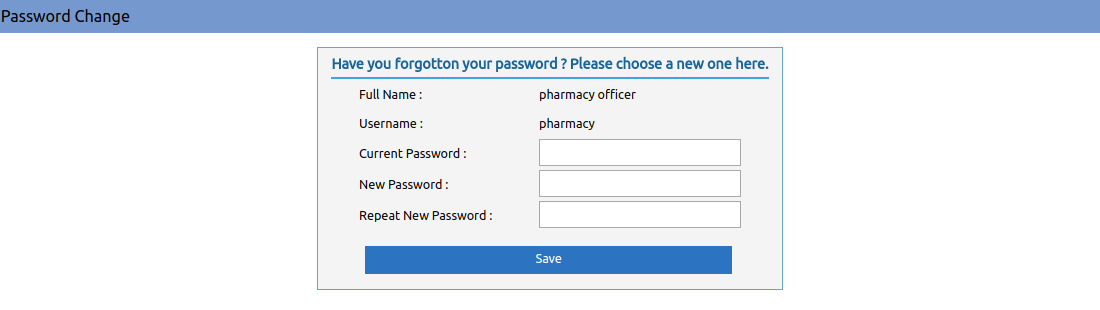 Password Change
Have you forgotton your password ? Please choose a new one here.
Full Name : pharmacy officer
Username : pharmacy
Current Password :
New Password :
Repeat New Password :
Save